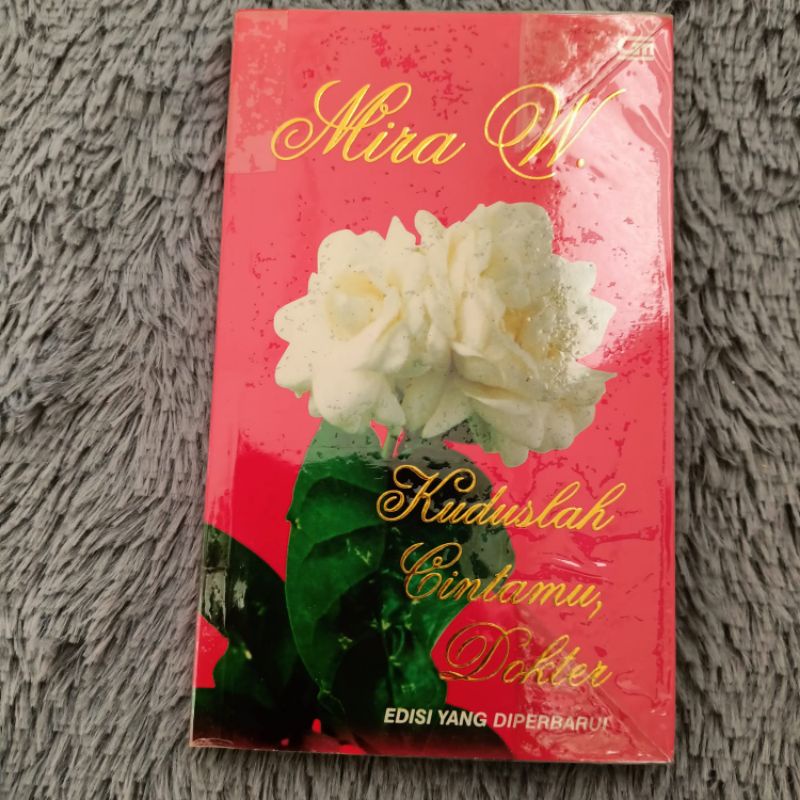 Mira W.
Kuduslah
Cintamu,
Dokter
EDISI YANG DIPERBARUI